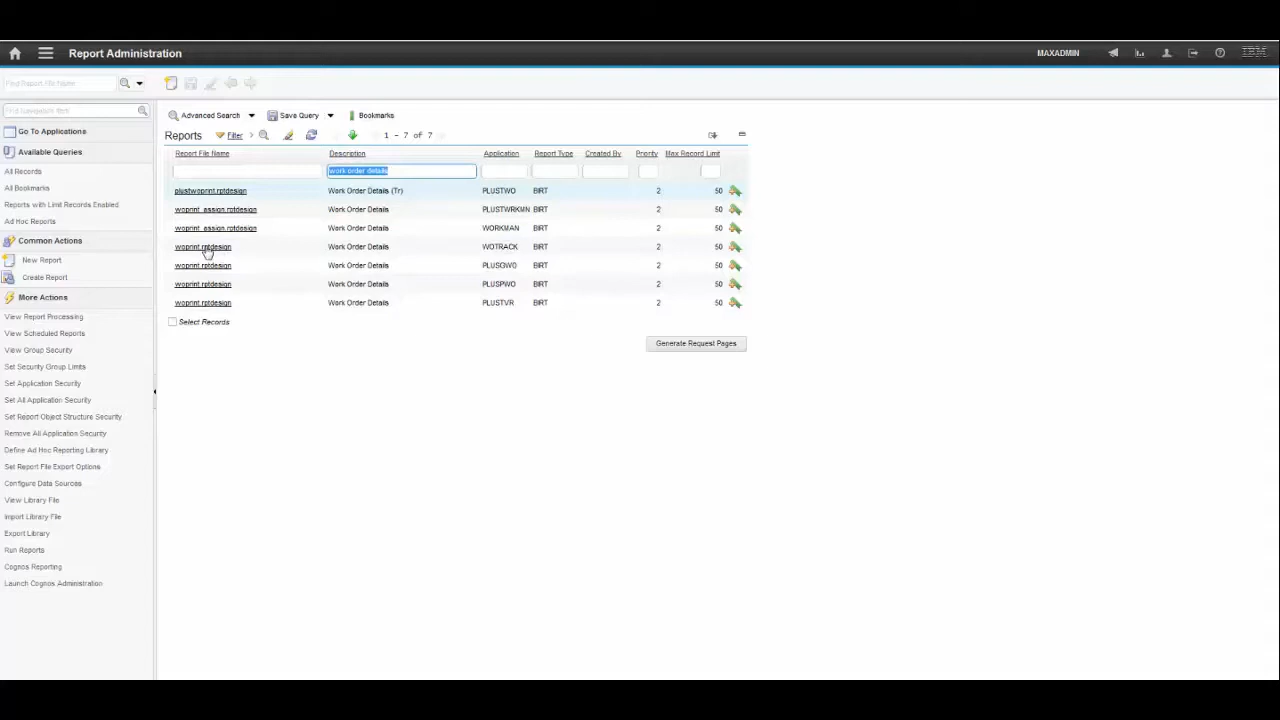 Report Administration
MAXADMIN
IBM
Find Report File Name
Find Navigation Item
Go To Applications
Available Queries
All Records
All Bookmarks
Reports with Limit Records Enabled
Ad Hoc Reports
Common Actions
New Report
Create Report
More Actions
View Report Processing
View Scheduled Reports
View Group Security
Set Security Group Limits
Set Application Security
Set All Application Security
Set Report Object Structure Security
Remove All Application Security
Define Ad Hoc Reporting Library
Set Report File Export Options
Configure Data Sources
View Library File
Import Library File
Export Library
Run Reports
Cognos Reporting
Launch Cognos Administration
Advanced Search Save Query Bookmarks
Reports Filter 1 - 7 of 7
Report File Name Description Application Report Type Created By Priority Max Record Limit
work order details
plustwoprint.rptdesign Work Order Details (Tr) PLUSTWO BIRT 2 50
woprint_assign.rptdesign Work Order Details PLUSTWRKMN BIRT 2 50
woprint_assign.rptdesign Work Order Details WORKMAN BIRT 2 50
woprint.rptdesign Work Order Details WOTRACK BIRT 2 50
woprint.rptdesign Work Order Details PLUSGWO BIRT 2 50
woprint.rptdesign Work Order Details PLUSPWO BIRT 2 50
woprint.rptdesign Work Order Details PLUSTVR BIRT 2 50
Select Records
Generate Request Pages